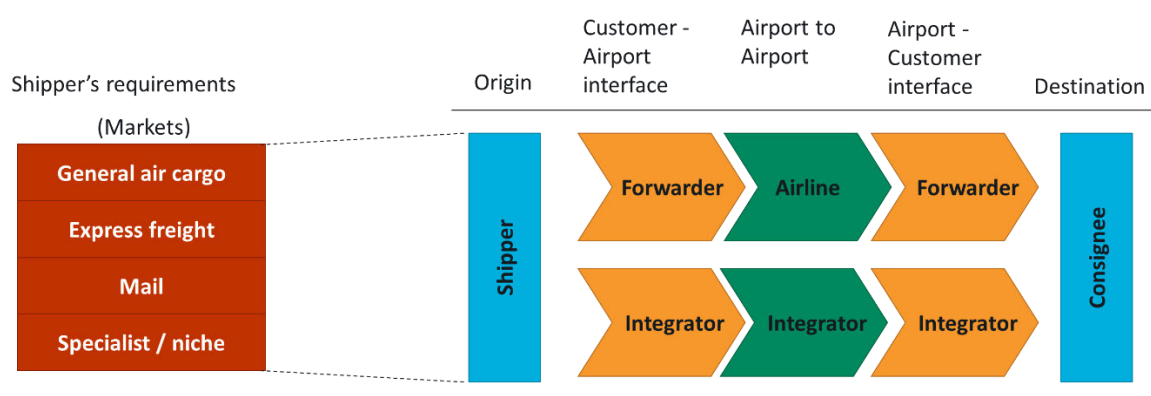 Shipper's requirements
(Markets)
General air cargo
Express freight
Mail
Specialist / niche
Origin
Customer -
Airport
interface
Airport to
Airport
Airport -
Customer
interface
Destination
Shipper
Forwarder
Airline
Forwarder
Integrator
Integrator
Integrator
Consignee